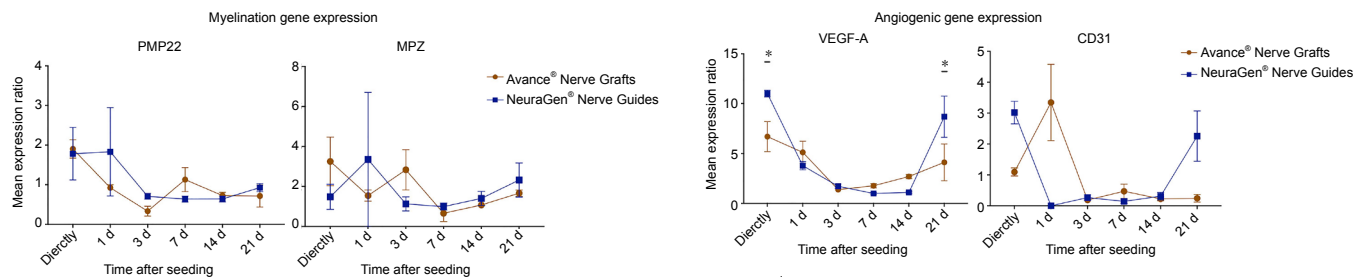 Myelination gene expression
PMP22
Mean expression ratio
4
3
2
1
0
Dierctly
1 d
3 d
7 d
14 d
21 d
Time after seeding
MPZ
8
6
4
2
0
Dierctly
1 d
3 d
7 d
14 d
21 d
Time after seeding
Avance® Nerve Grafts
NeuraGen® Nerve Guides
Angiogenic gene expression
VEGF-A
Mean expression ratio
15
10
5
0
*
*
Dierctly
1 d
3 d
7 d
14 d
21 d
Time after seeding
CD31
5
4
3
2
1
0
Dierctly
1 d
3 d
7 d
14 d
21 d
Time after seeding
Avance® Nerve Grafts
NeuraGen® Nerve Guides